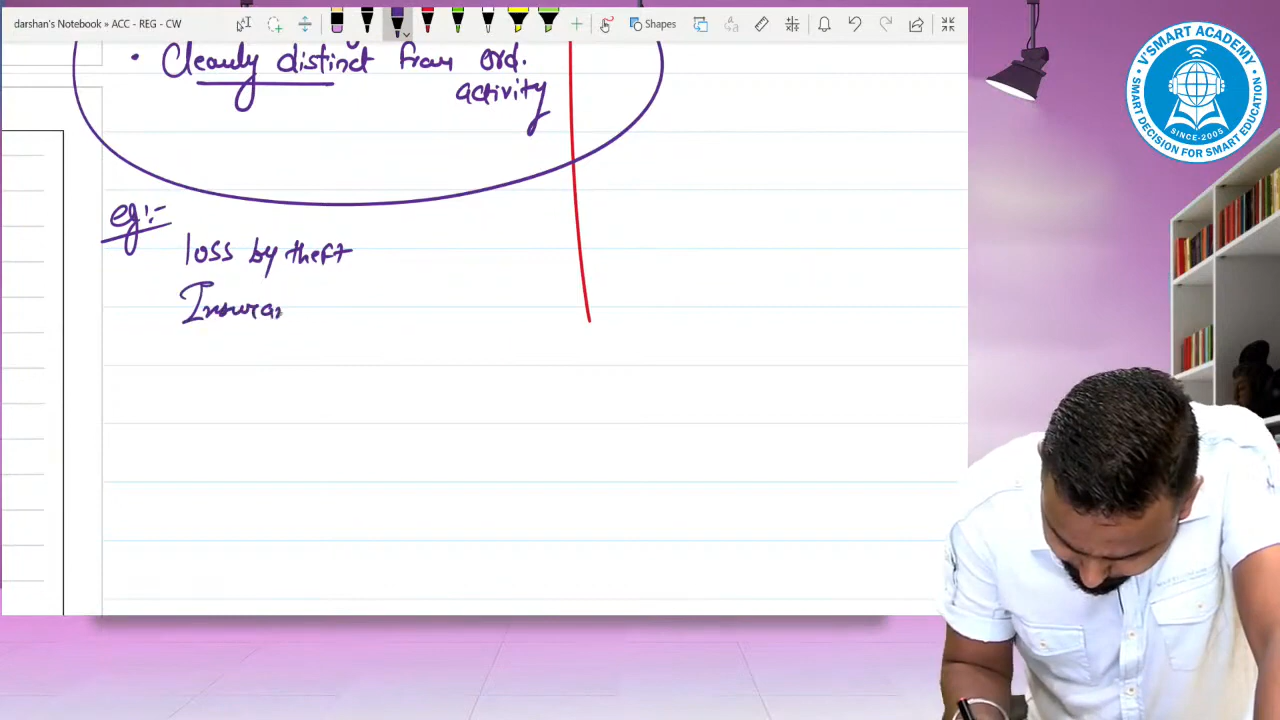 darshan's Notebook » ACC - REG - CW
Shapes
• Clearly distinct from ord.
activity
eg:-
loss by theft
Insuran
V'SMART ACADEMY
SINCE-2005
SMART DECISION FOR SMART EDUCATION